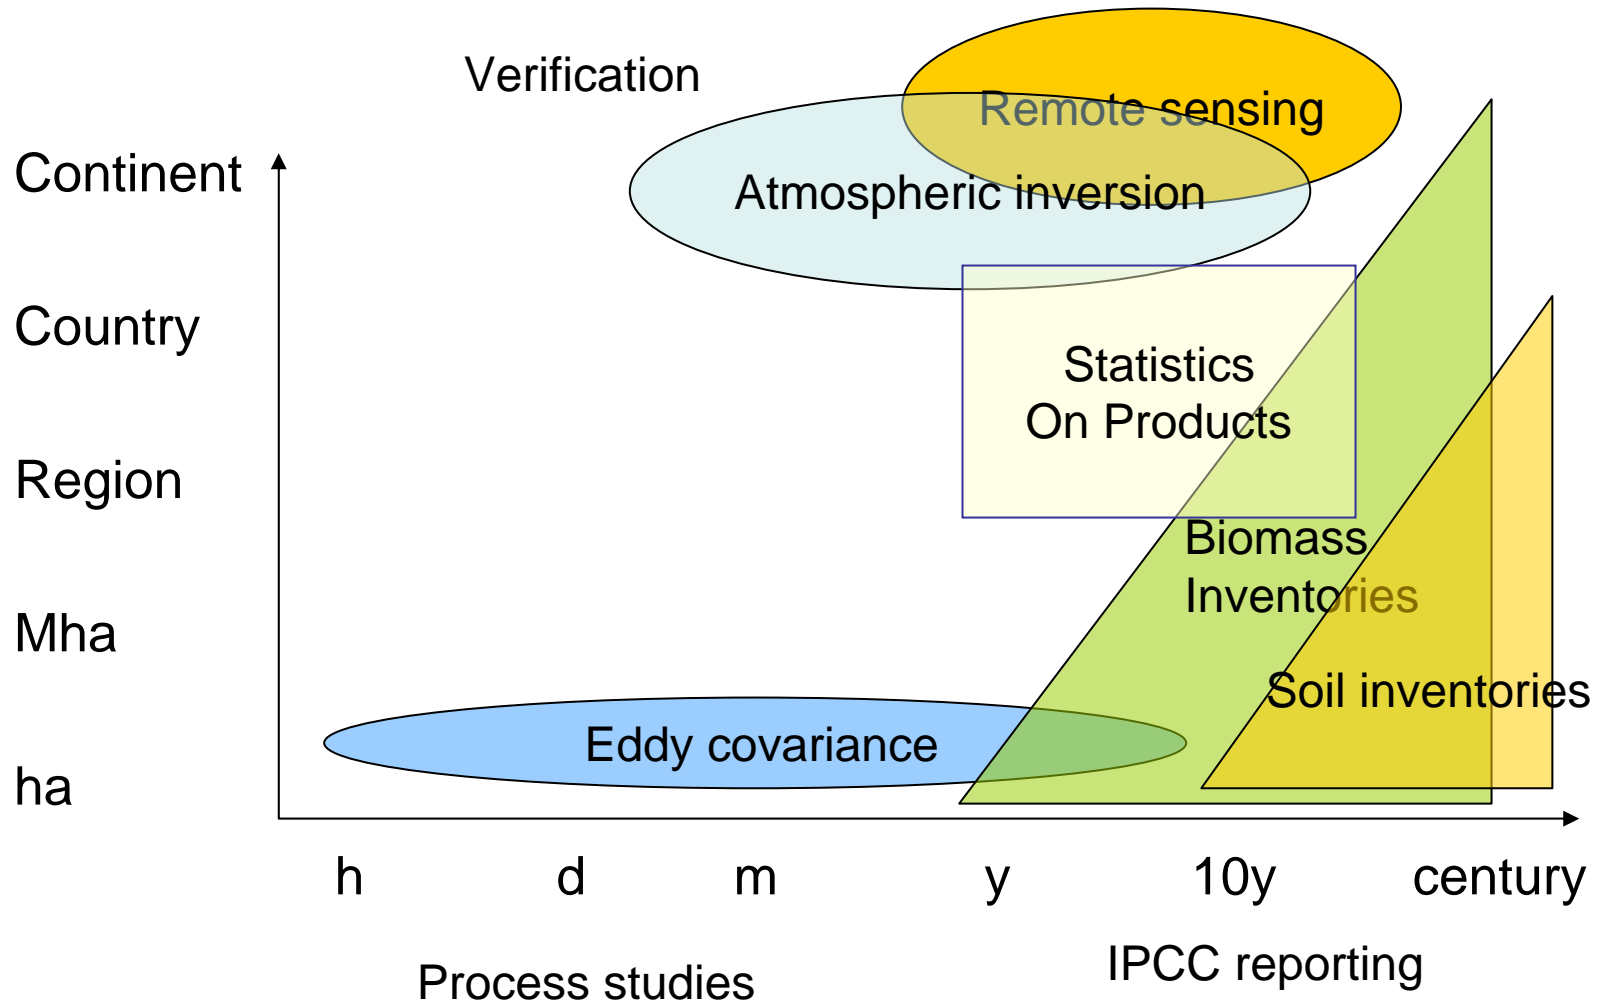 Verification
Remote sensing
Continent
Atmospheric inversion
Country
Statistics
On Products
Region
Biomass
Inventories
Mha
Soil inventories
Eddy covariance
ha
h d m y 10y century
Process studies
IPCC reporting